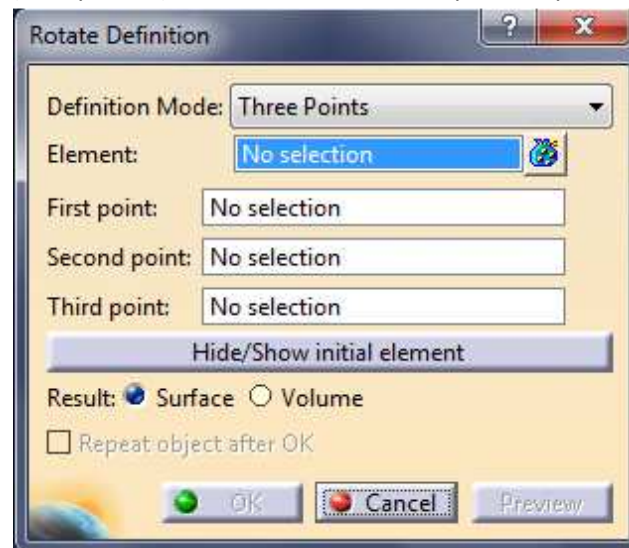 Rotate Definition
?
Definition Mode: Three Points
Element: No selection
First point: No selection
Second point: No selection
Third point: No selection
Hide/Show initial element
Result: Surface Volume
Repeat object after OK
OK Cancel Preview